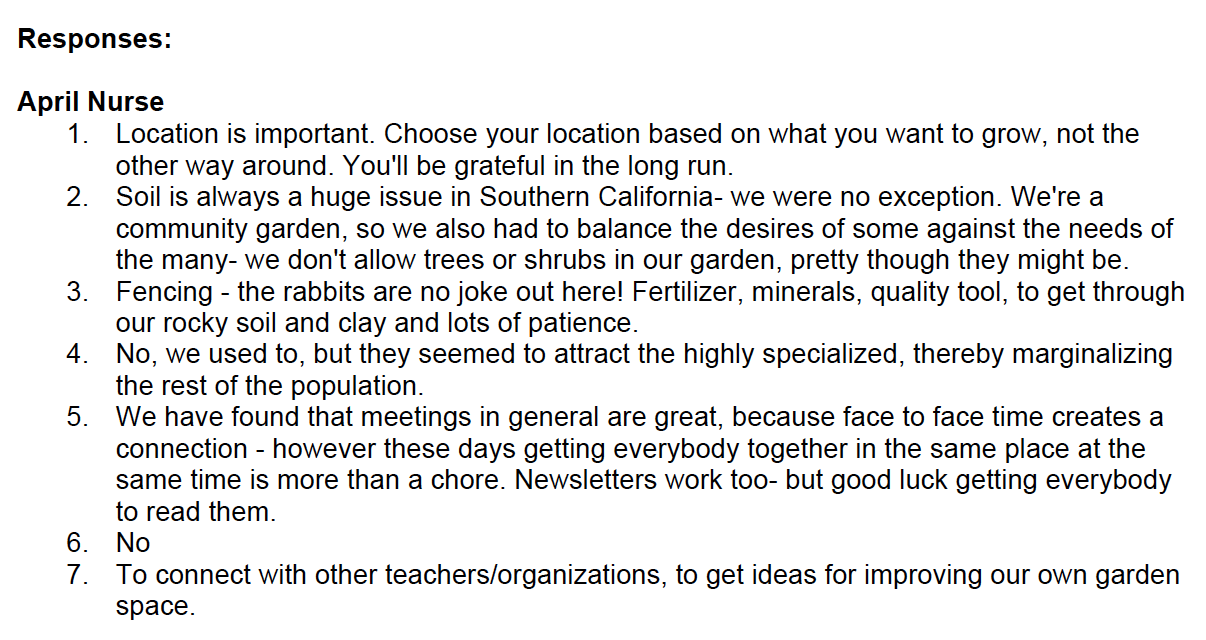 Responses:
April Nurse
1. Location is important. Choose your location based on what you want to grow, not the
other way around. You'll be grateful in the long run.
2. Soil is always a huge issue in Southern California- we were no exception. We're a
community garden, so we also had to balance the desires of some against the needs of
the many- we don't allow trees or shrubs in our garden, pretty though they might be.
3. Fencing - the rabbits are no joke out here! Fertilizer, minerals, quality tool, to get through
our rocky soil and clay and lots of patience.
4. No, we used to, but they seemed to attract the highly specialized, thereby marginalizing
the rest of the population.
5. We have found that meetings in general are great, because face to face time creates a
connection - however these days getting everybody together in the same place at the
same time is more than a chore. Newsletters work too- but good luck getting everybody
to read them.
6. No
7. To connect with other teachers/organizations, to get ideas for improving our own garden
space.